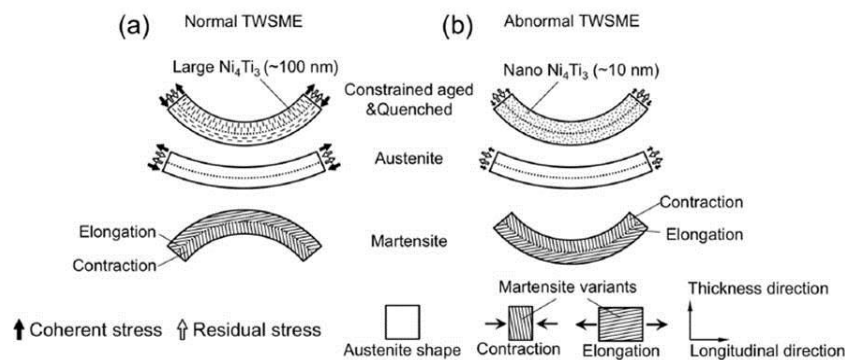 (a) Normal TWSME
(b) Abnormal TWSME
Large Ni₄Ti₃ (~100 nm)
Nano Ni₄Ti₃ (~10 nm)
Constrained aged
&Quenched
Austenite
Elongation
Contraction
Martensite
Contraction
Elongation
Martensite variants
Thickness direction
Coherent stress
Residual stress
Austenite shape
Contraction
Elongation
Longitudinal direction